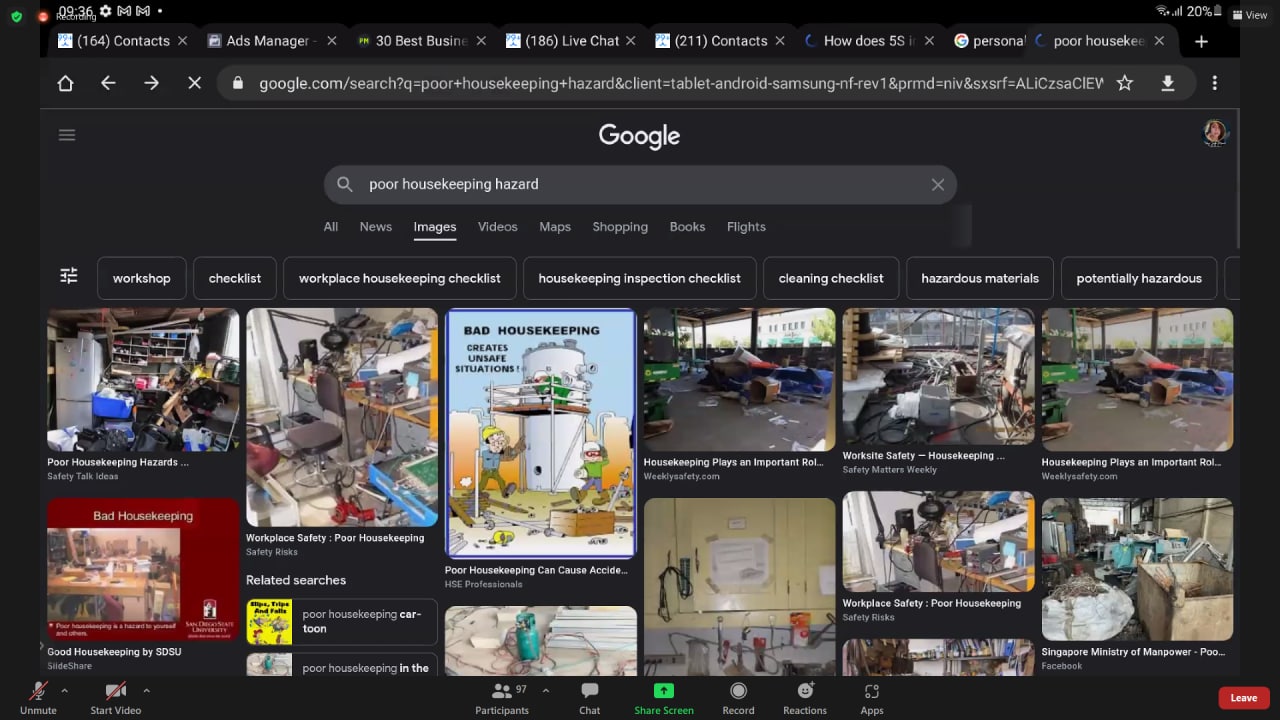 09:36
Recording
20%
View
(164) Contacts
Ads Manager -
30 Best Busine
(186) Live Chat
(211) Contacts
How does 5S i
persona
poor houseke
google.com/search?q=poor+housekeeping+hazard&client=tablet-android-samsung-nf-rev1&prmd=niv&sxsrf=ALiCzsaClEW
Google
poor housekeeping hazard
All
News
Images
Videos
Maps
Shopping
Books
Flights
workshop
checklist
workplace housekeeping checklist
housekeeping inspection checklist
cleaning checklist
hazardous materials
potentially hazardous
BAD HOUSEKEEPING
CREATES
UNSAFE
SITUATIONS!
Poor Housekeeping Hazards ...
Safety Talk Ideas
Workplace Safety : Poor Housekeeping
Safety Risks
Poor Housekeeping Can Cause Accide...
HSE Professionals
Housekeeping Plays an Important Rol...
Weeklysafety.com
Worksite Safety — Housekeeping ...
Safety Matters Weekly
Housekeeping Plays an Important Rol...
Weeklysafety.com
Bad Housekeeping
Poor housekeeping is a hazard to yourself
and others.
SAN DIEGO STATE
UNIVERSITY
Good Housekeeping by SDSU
SlideShare
Related searches
Slips, Trips
And Falls
poor housekeeping car-
toon
poor housekeeping in the
Workplace Safety : Poor Housekeeping
Safety Risks
Singapore Ministry of Manpower - Poo...
Facebook
Unmute
Start Video
97
Participants
Chat
Share Screen
Record
Reactions
Apps
Leave